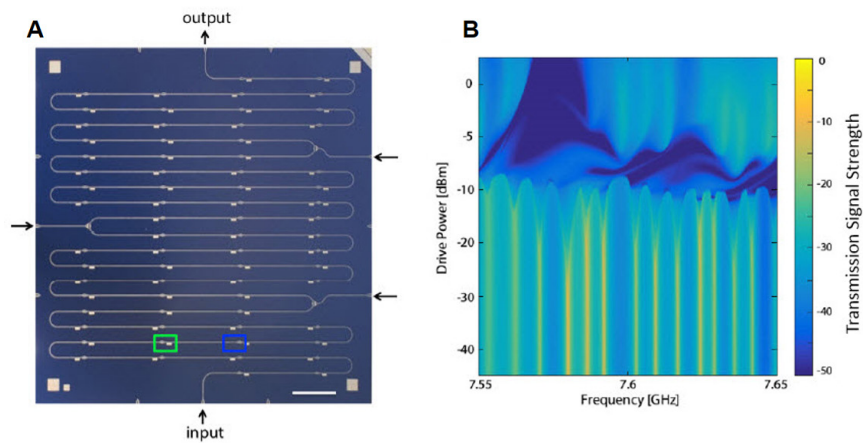 A
output
input
B
Drive Power [dBm]
0
-5
-10
-20
-30
-40
7.55
7.6
7.65
Frequency [GHz]
0
-10
-20
-30
-40
-50
Transmission Signal Strength